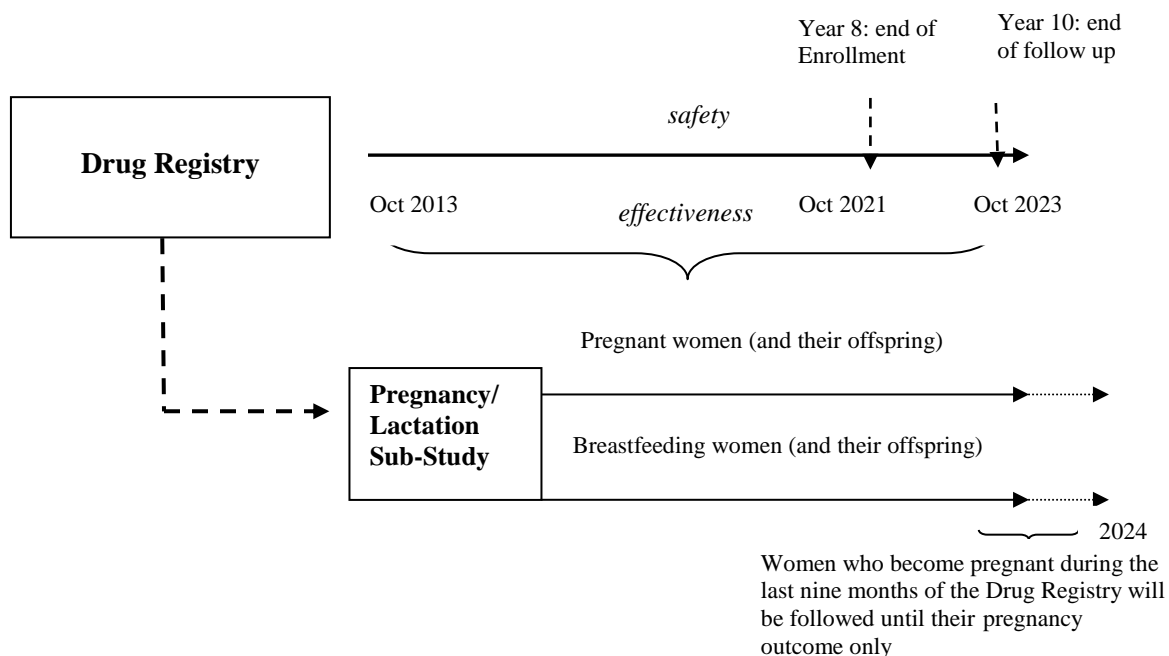 Year 8: end of
Enrollment
Year 10: end
of follow up
Drug Registry
safety
Oct 2013
effectiveness
Oct 2021
Oct 2023
Pregnant women (and their offspring)
Pregnancy/
Lactation
Sub-Study
Breastfeeding women (and their offspring)
2024
Women who become pregnant during the
last nine months of the Drug Registry will
be followed until their pregnancy
outcome only